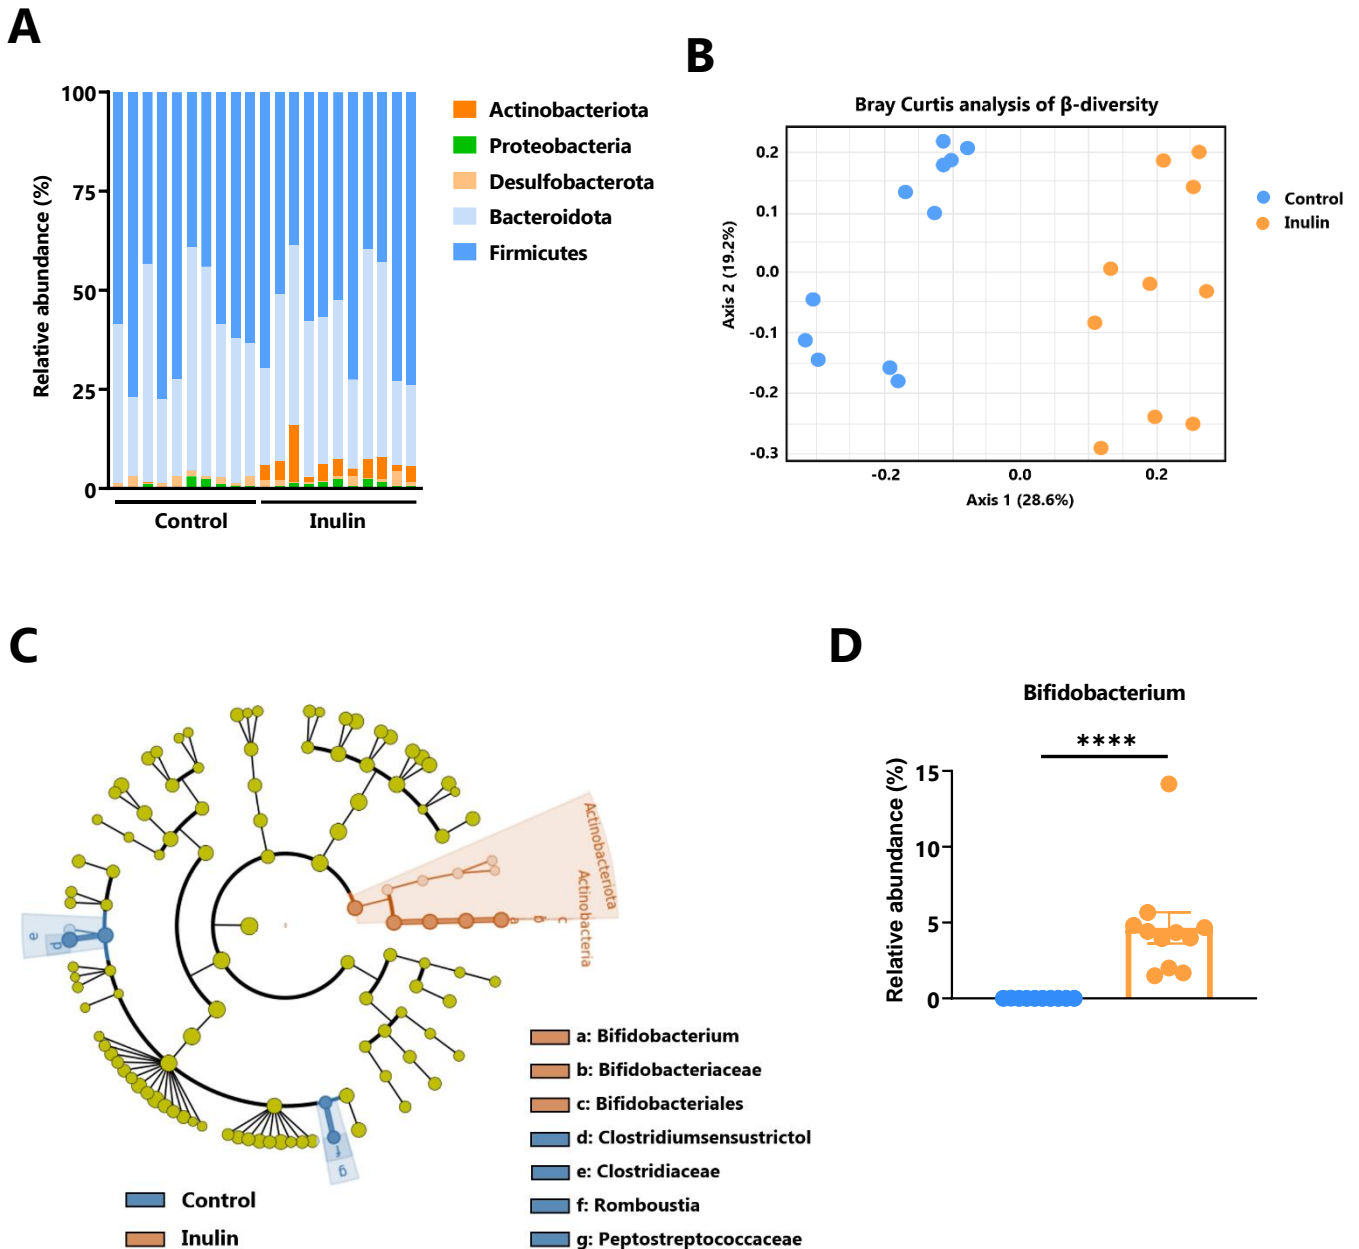 A
100
75
50
25
0
Relative abundance (%)
Control
Inulin
Actinobacteriota
Proteobacteria
Desulfobacterota
Bacteroidota
Firmicutes
B
Bray Curtis analysis of β-diversity
0.2
0.1
0.0
-0.1
-0.2
-0.3
Axis 2 (19.2%)
-0.2
0.0
0.2
Axis 1 (28.6%)
Control
Inulin
C
Actinobacteriota
Actinobacteria
a
b
c
d
e
f
g
Control
Inulin
a: Bifidobacterium
b: Bifidobacteriaceae
c: Bifidobacteriales
d: Clostridiumsensustrictol
e: Clostridiaceae
f: Romboustia
g: Peptostreptococcaceae
D
Bifidobacterium
****
15
10
5
0
Relative abundance (%)